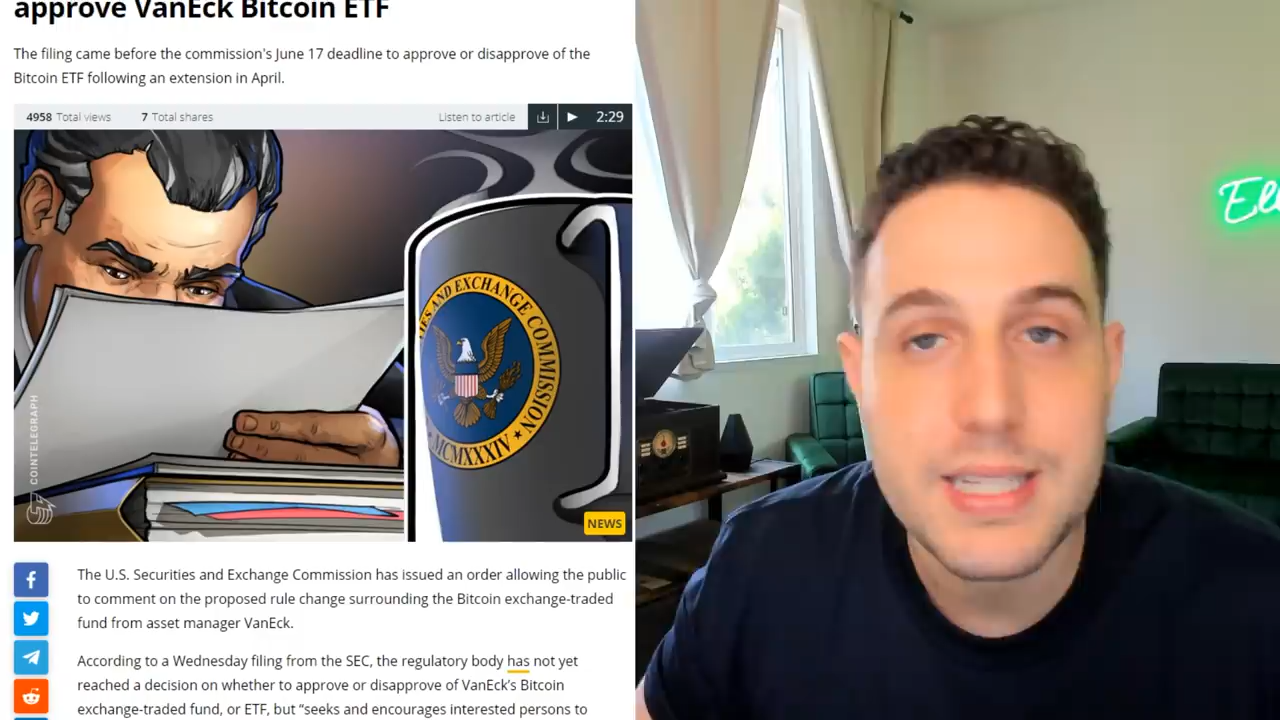 approve VanEck Bitcoin ETF
The filing came before the commission's June 17 deadline to approve or disapprove of the
Bitcoin ETF following an extension in April.
4958 Total views 7 Total shares Listen to article 2:29
AND EXCHANGE COMMISSION
MCMXXXIV
COINTELEGRAPH
NEWS
El
The U.S. Securities and Exchange Commission has issued an order allowing the public
to comment on the proposed rule change surrounding the Bitcoin exchange-traded
fund from asset manager VanEck.
According to a Wednesday filing from the SEC, the regulatory body has not yet
reached a decision on whether to approve or disapprove of VanEck's Bitcoin
exchange-traded fund, or ETF, but “seeks and encourages interested persons to